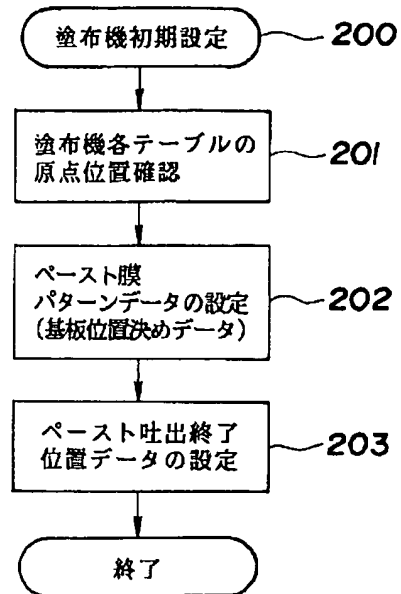 塗布機初期設定
200
塗布機各テーブルの
原点位置確認
201
ペースト膜
パターンデータの設定
(基板位置決めデータ)
202
ペースト吐出終了
位置データの設定
203
終了